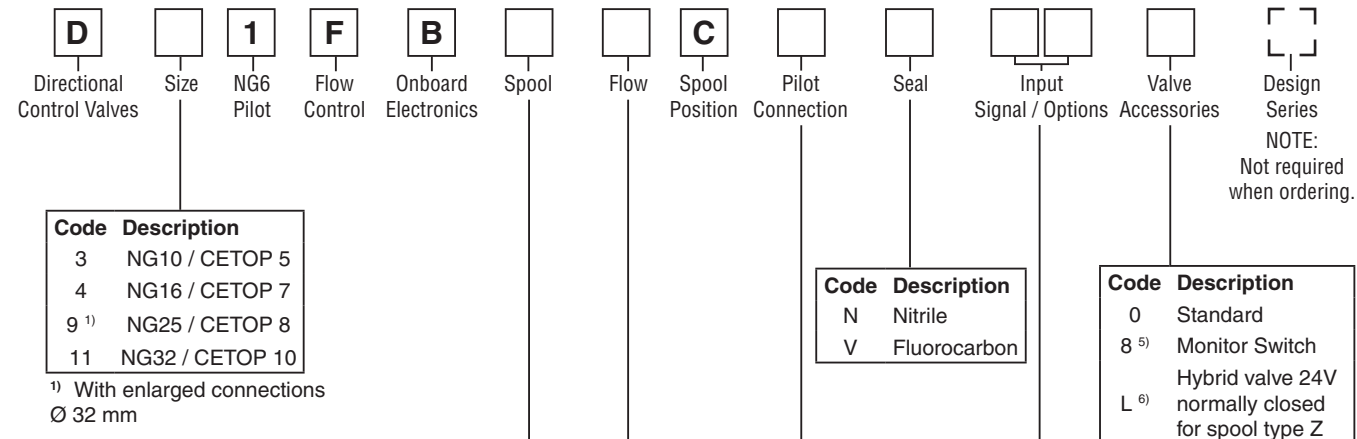 D 1 F B C
Directional Control Valves
Size
NG6 Pilot
Flow Control
Onboard Electronics
Spool
Flow
Spool Position
Pilot Connection
Seal
Input Signal / Options
Valve Accessories
Design Series
NOTE:
Not required
when ordering.
Code Description
3 NG10 / CETOP 5
4 NG16 / CETOP 7
9 1) NG25 / CETOP 8
11 NG32 / CETOP 10
1) With enlarged connections
Ø 32 mm
Code Description
N Nitrile
V Fluorocarbon
Code Description
0 Standard
8 5) Monitor Switch
L 6) Hybrid valve 24V
normally closed
for spool type Z